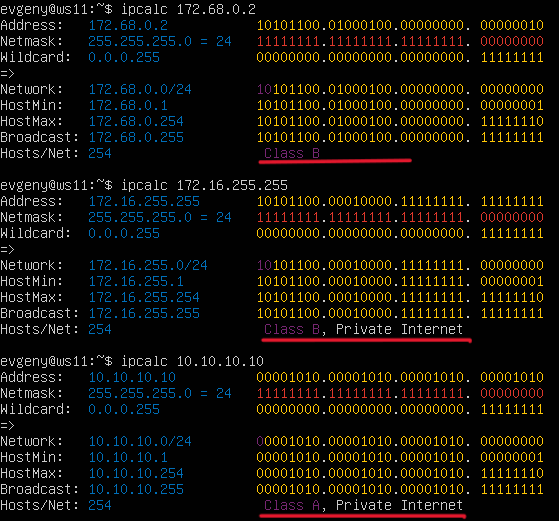 evgeny@ws11:~$ ipcalc 172.68.0.2
Address: 172.68.0.2 10101100.01000100.00000000. 00000010
Netmask: 255.255.255.0 = 24 11111111.11111111.11111111. 00000000
Wildcard: 0.0.0.255 00000000.00000000.00000000. 11111111
=>
Network: 172.68.0.0/24 10101100.01000100.00000000. 00000000
HostMin: 172.68.0.1 10101100.01000100.00000000. 00000001
HostMax: 172.68.0.254 10101100.01000100.00000000. 11111110
Broadcast: 172.68.0.255 10101100.01000100.00000000. 11111111
Hosts/Net: 254 Class B
evgeny@ws11:~$ ipcalc 172.16.255.255
Address: 172.16.255.255 10101100.00010000.11111111. 11111111
Netmask: 255.255.255.0 = 24 11111111.11111111.11111111. 00000000
Wildcard: 0.0.0.255 00000000.00000000.00000000. 11111111
=>
Network: 172.16.255.0/24 10101100.00010000.11111111. 00000000
HostMin: 172.16.255.1 10101100.00010000.11111111. 00000001
HostMax: 172.16.255.254 10101100.00010000.11111111. 11111110
Broadcast: 172.16.255.255 10101100.00010000.11111111. 11111111
Hosts/Net: 254 Class B, Private Internet
evgeny@ws11:~$ ipcalc 10.10.10.10
Address: 10.10.10.10 00001010.00001010.00001010. 00001010
Netmask: 255.255.255.0 = 24 11111111.11111111.11111111. 00000000
Wildcard: 0.0.0.255 00000000.00000000.00000000. 11111111
=>
Network: 10.10.10.0/24 00001010.00001010.00001010. 00000000
HostMin: 10.10.10.1 00001010.00001010.00001010. 00000001
HostMax: 10.10.10.254 00001010.00001010.00001010. 11111110
Broadcast: 10.10.10.255 00001010.00001010.00001010. 11111111
Hosts/Net: 254 Class A, Private Internet